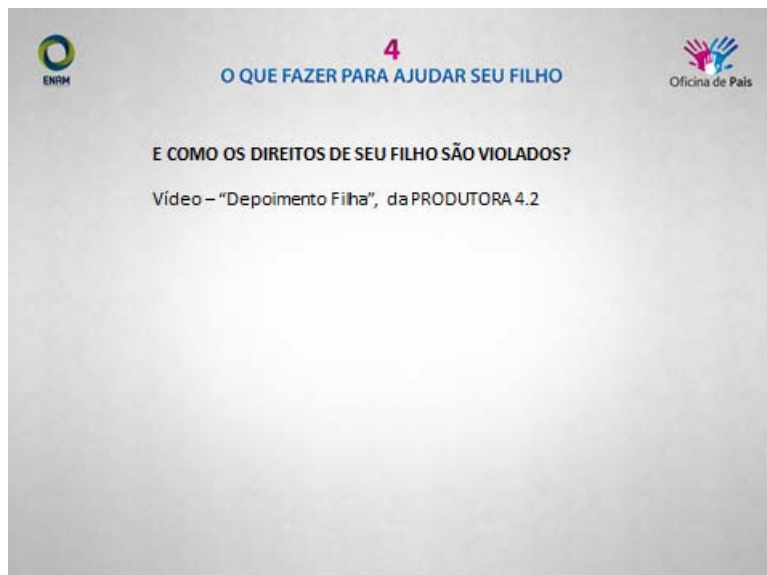 4
ENAM
O QUE FAZER PARA AJUDAR SEU FILHO
Oficina de Pais
E COMO OS DIREITOS DE SEU FILHO SÃO VIOLADOS?
Vídeo – “Depoimento Filha”, da PRODUTORA 4.2